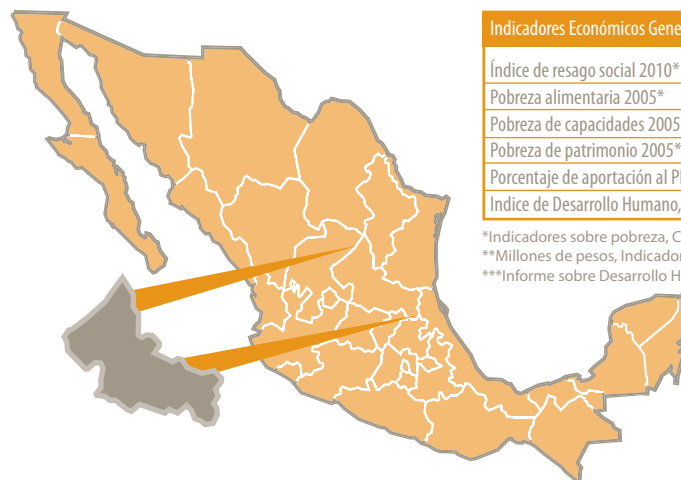 Indicadores Económicos Gene
Índice de resago social 2010*
Pobreza alimentaria 2005*
Pobreza de capacidades 2005
Pobreza de patrimonio 2005*
Porcentaje de aportación al P
Indice de Desarrollo Humano,
*Indicadores sobre pobreza, C
**Millones de pesos, Indicador
***Informe sobre Desarrollo H